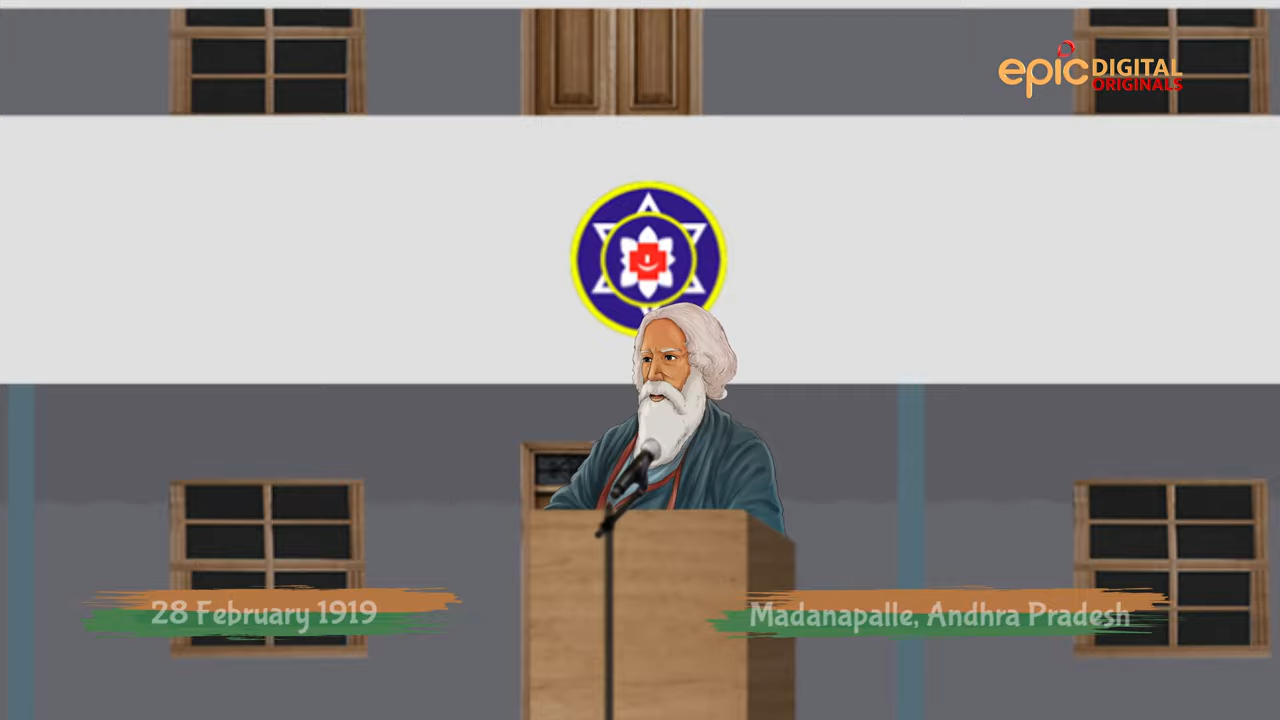 epic DIGITAL
ORIGINALS
28 February 1919
Madanapalle, Andhra Pradesh